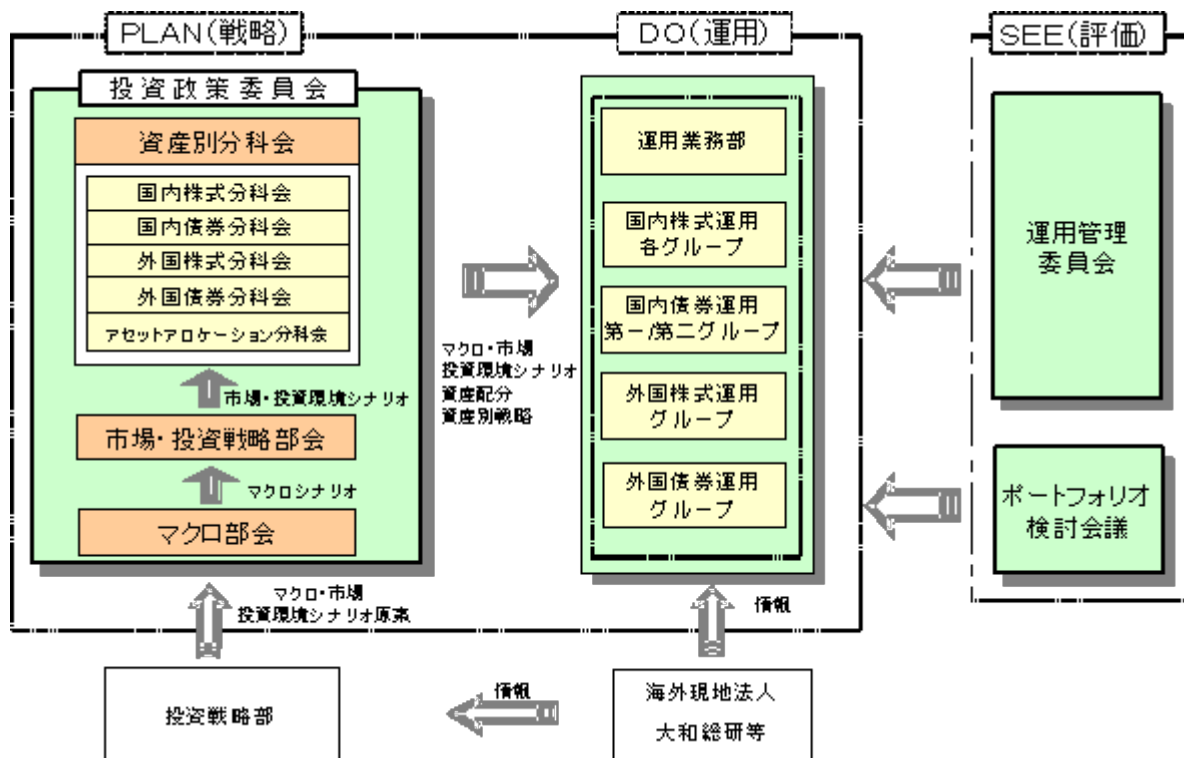 PLAN(戦略)
投資政策委員会
資産別分科会
国内株式分科会
国内債券分科会
外国株式分科会
外国債券分科会
アセットアロケーション分科会
市場・投資環境シナリオ
市場・投資戦略部会
マクロシナリオ
マクロ部会
マクロ・市場
投資環境シナリオ原案
投資戦略部
マクロ・市場
投資環境シナリオ
資産配分
資産別戦略
DO(運用)
運用業務部
国内株式運用
各グループ
国内債券運用
第一/第二グループ
外国株式運用
グループ
外国債券運用
グループ
情報
情報
海外現地法人
大和総研等
SEE(評価)
運用管理
委員会
ポートフォリオ
検討会議